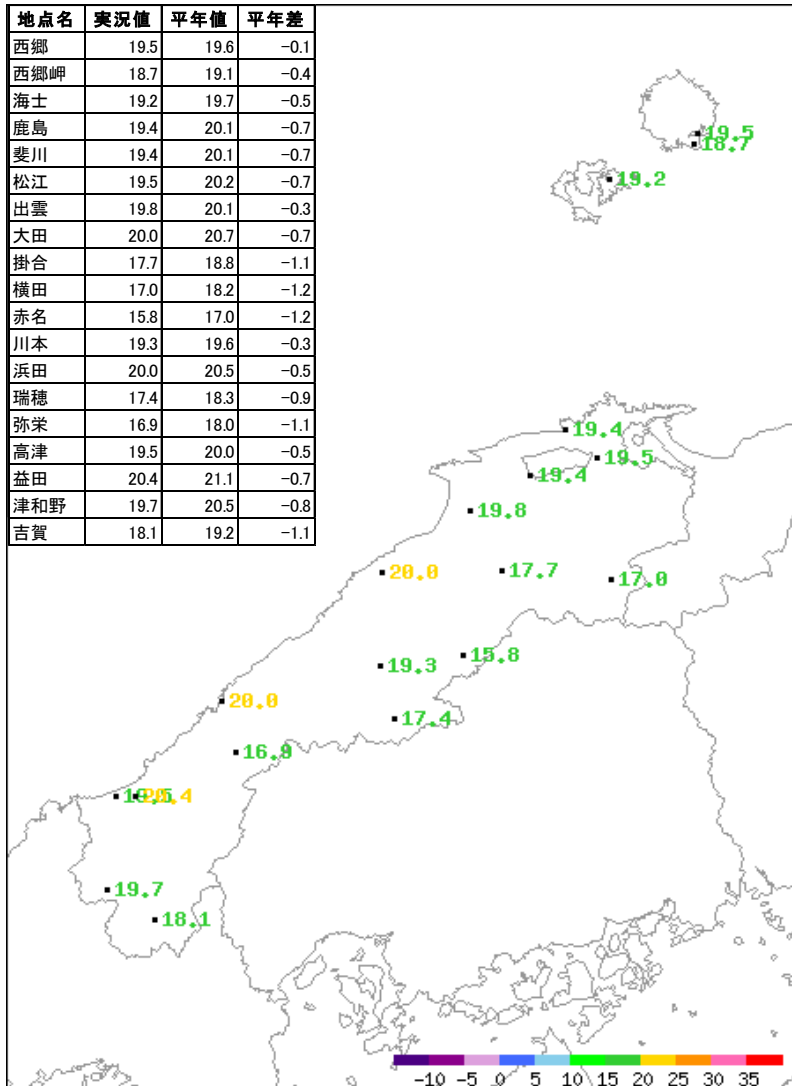 地点名 実況値 平年値 平年差
西郷 19.5 19.6 −0.1
西郷岬 18.7 19.1 −0.4
海士 19.2 19.7 −0.5
鹿島 19.4 20.1 −0.7
斐川 19.4 20.1 −0.7
松江 19.5 20.2 −0.7
出雲 19.8 20.1 −0.3
大田 20.0 20.7 −0.7
掛合 17.7 18.8 −1.1
横田 17.0 18.2 −1.2
赤名 15.8 17.0 −1.2
川本 19.3 19.6 −0.3
浜田 20.0 20.5 −0.5
瑞穂 17.4 18.3 −0.9
弥栄 16.9 18.0 −1.1
高津 19.5 20.0 −0.5
益田 20.4 21.1 −0.7
津和野 19.7 20.5 −0.8
吉賀 18.1 19.2 −1.1
19.5
18.7
19.2
19.4
19.5
19.4
19.8
20.0
17.7
17.0
15.8
19.3
20.0
17.4
16.9
19.5
20.4
19.7
18.1
-10 -5 0 5 10 15 20 25 30 35